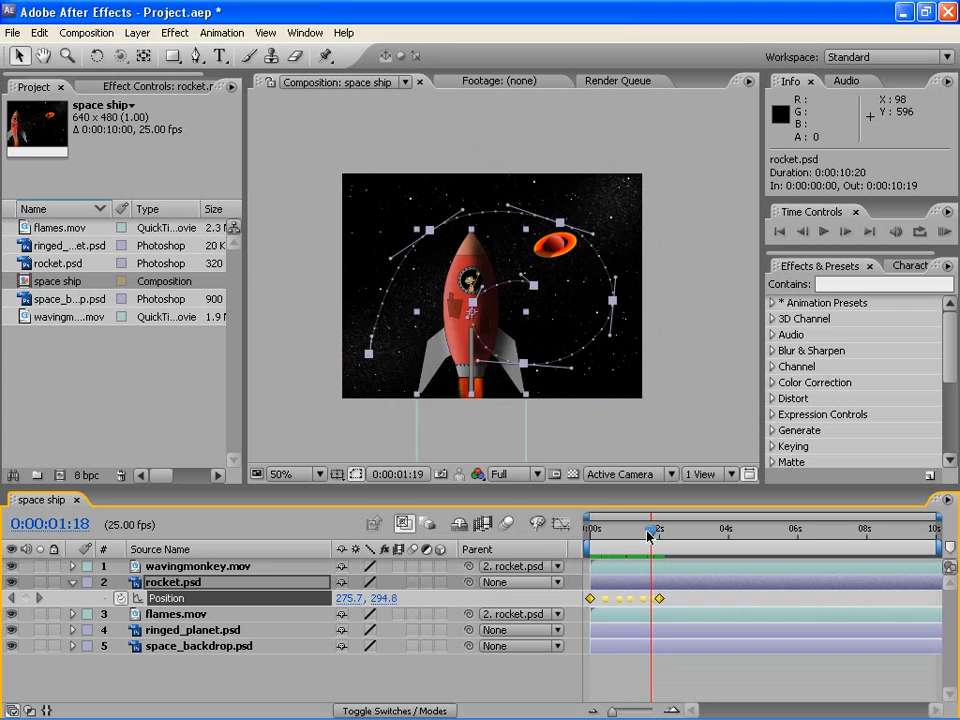 Adobe After Effects - Project.aep *
File Edit Composition Layer Effect Animation View Window Help
Workspace: Standard
Project Effect Controls: rocket.r
Composition: space ship Footage: (none) Render Queue
Info Audio
space ship
640 x 480 (1.00)
Δ 0:00:10:00, 25.00 fps
R :
G :
B :
A : 0
X : 98
Y : 596
rocket.psd
Duration: 0:00:10:20
In: 0:00:00:00, Out: 0:00:10:19
Name Type Size
flames.mov QuickTi...ovie 2.3
ringed_...et.psd Photoshop 20 K
rocket.psd Photoshop 320
space ship Composition
space_b...p.psd Photoshop 900
wavingm....mov QuickTi...ovie 1.9
Time Controls
Effects & Presets Charact
Contains:
* Animation Presets
3D Channel
Audio
Blur & Sharpen
Channel
Color Correction
Distort
Expression Controls
Generate
Keying
Matte
8 bpc
50% 0:00:01:19 Full Active Camera 1 View
space ship
0:00:01:18 (25.00 fps)
:00s 2s 04s 06s 08s 10s
# Source Name Parent
1 wavingmonkey.mov 2. rocket.psd
2 rocket.psd None
Position 275.7, 294.8
3 flames.mov 2. rocket.psd
4 ringed_planet.psd None
5 space_backdrop.psd None
Toggle Switches / Modes